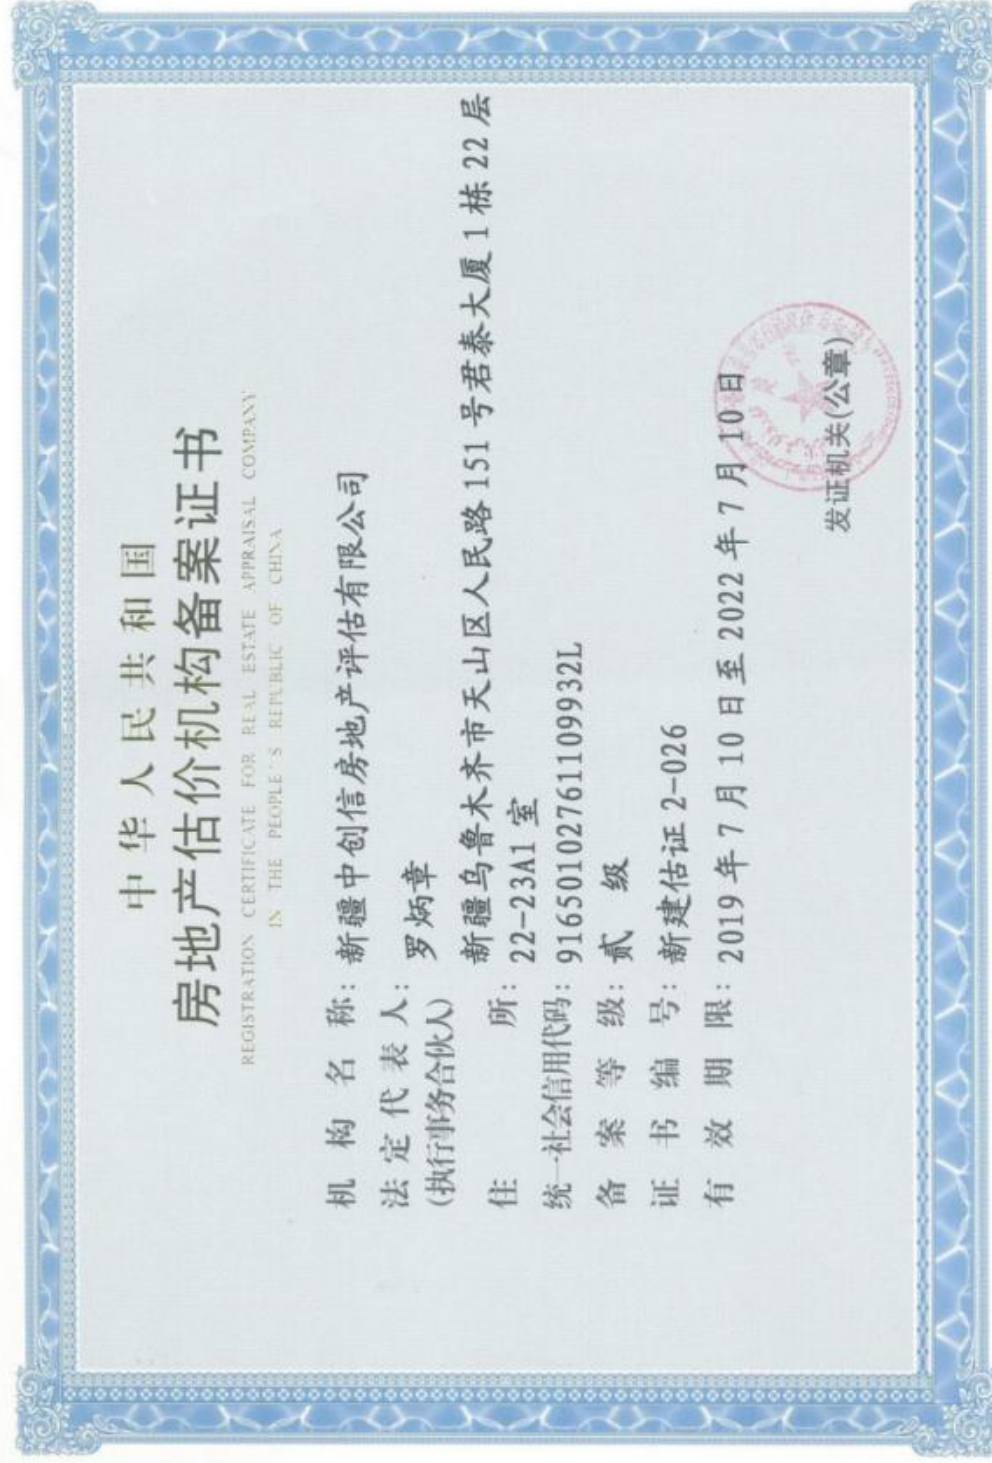 中华人民共和国
房地产估价机构备案证书
REGISTRATION CERTIFICATE FOR REAL ESTATE APPRAISAL COMPANY
IN THE PEOPLE'S REPUBLIC OF CHINA
机构名称：新疆中创信房地产评估有限公司
法定代表人：罗炳章
(执行事务合伙人)
住所：新疆乌鲁木齐市天山区人民路151号君泰大厦1栋22层
22-23A1室
统一社会信用代码：91650102761109932L
备案等级：贰级
证书编号：新建估证2-026
有效期限：2019年7月10日至2022年7月10日
发证机关(公章)